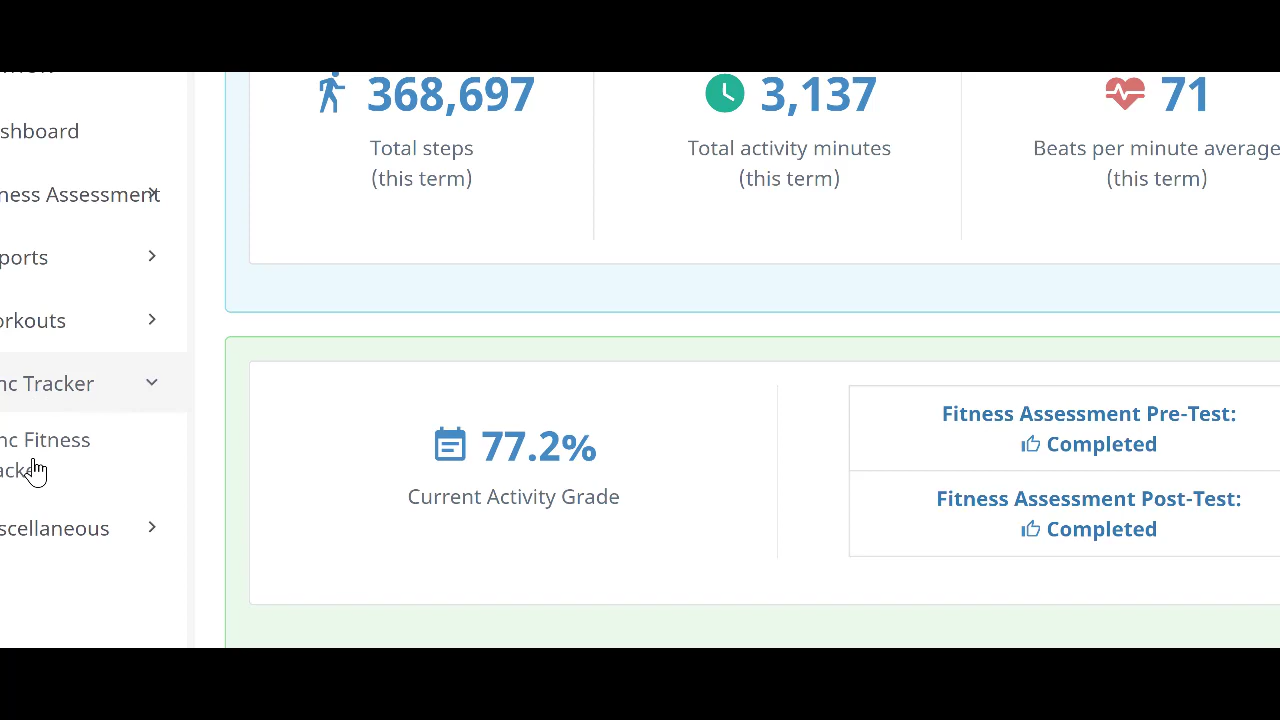 shboard
ness Assessment
ports
orkouts
nc Tracker
nc Fitness
acke
scellaneous
368,697
Total steps
(this term)
3,137
Total activity minutes
(this term)
71
Beats per minute average
(this term)
77.2%
Current Activity Grade
Fitness Assessment Pre-Test:
Completed
Fitness Assessment Post-Test:
Completed